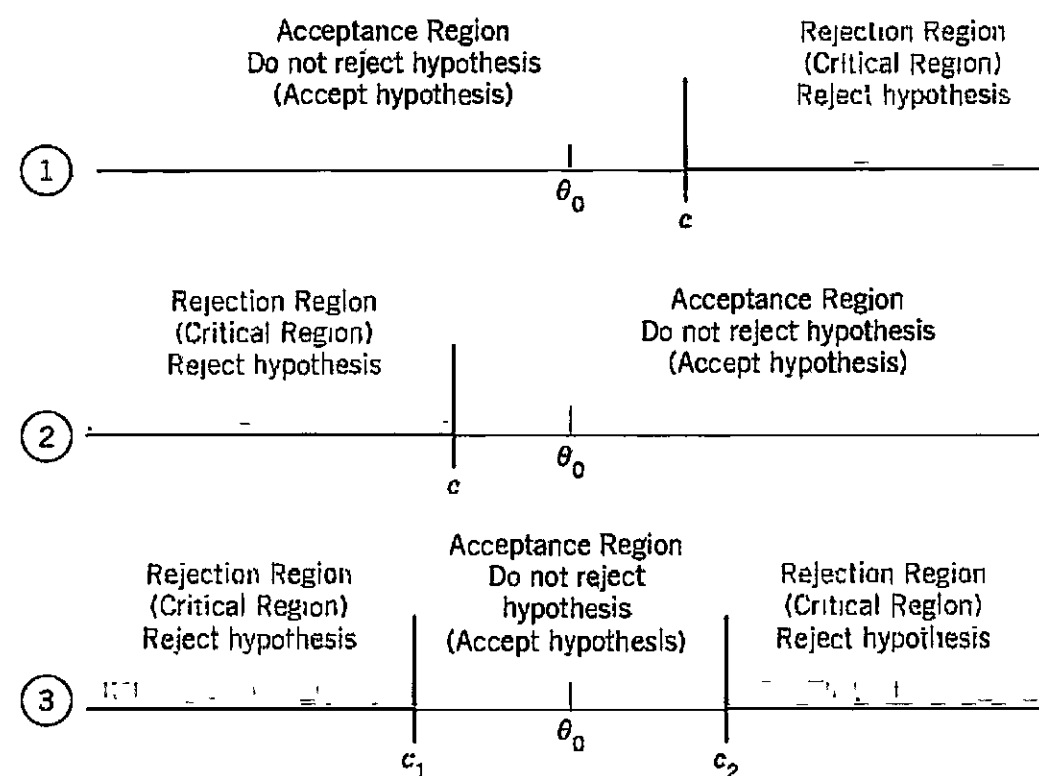 Acceptance Region
Do not reject hypothesis
(Accept hypothesis)
Rejection Region
(Critical Region)
Reject hypothesis
1
θ₀
c
Rejection Region
(Critical Region)
Reject hypothesis
Acceptance Region
Do not reject hypothesis
(Accept hypothesis)
2
c
θ₀
Rejection Region
(Critical Region)
Reject hypothesis
Acceptance Region
Do not reject
hypothesis
(Accept hypothesis)
Rejection Region
(Critical Region)
Reject hypothesis
3
c₁
θ₀
c₂